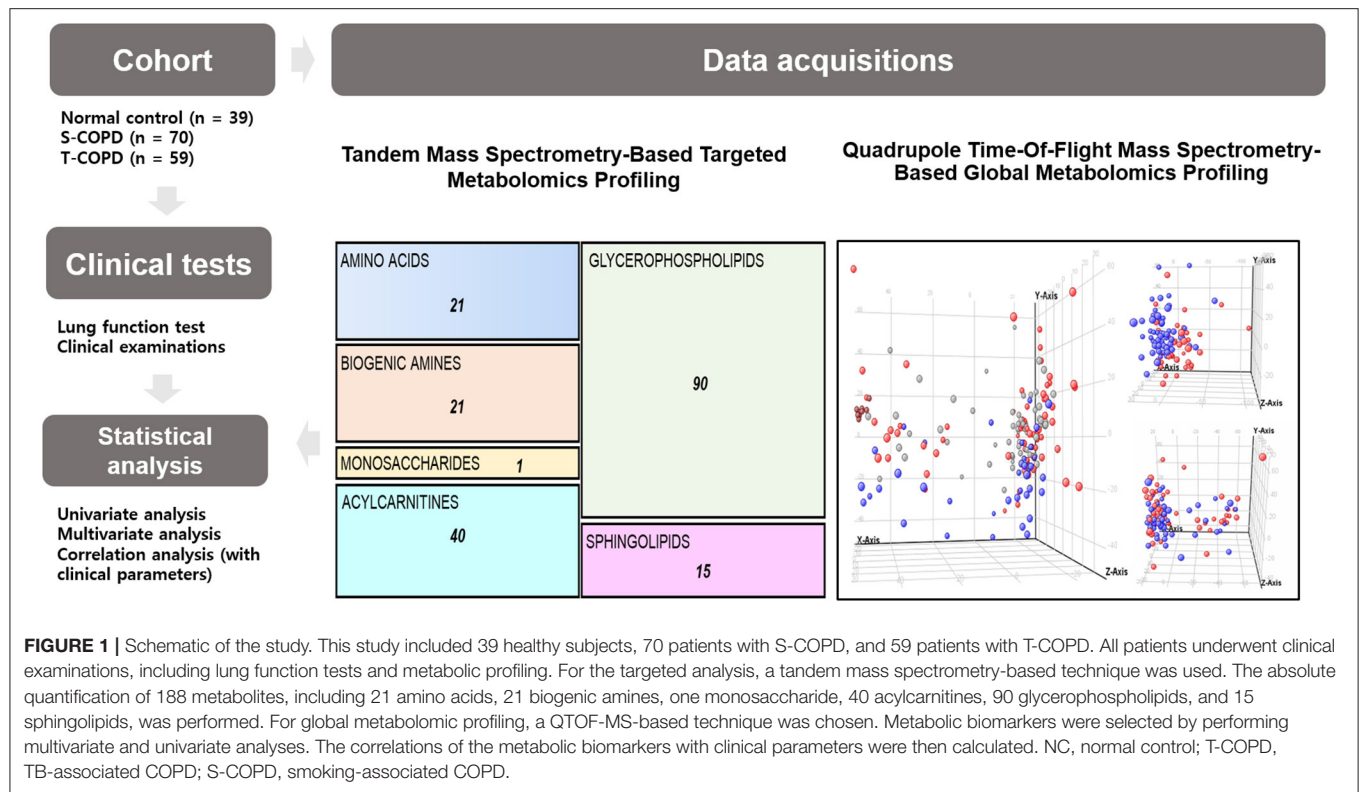 Cohort
Data acquisitions
Normal control (n = 39)
S-COPD (n = 70)
T-COPD (n = 59)
Clinical tests
Lung function test
Clinical examinations
Statistical
analysis
Univariate analysis
Multivariate analysis
Correlation analysis (with
clinical parameters)
Tandem Mass Spectrometry-Based Targeted
Metabolomics Profiling
AMINO ACIDS
21
BIOGENIC AMINES
21
MONOSACCHARIDES 1
ACYLCARNITINES
40
GLYCEROPHOSPHOLIPIDS
90
SPHINGOLIPIDS
15
Quadrupole Time-Of-Flight Mass Spectrometry-
Based Global Metabolomics Profiling
Y-Axis
X-Axis
Z-Axis
Y-Axis
X-Axis
Z-Axis
Y-Axis
Z-Axis
FIGURE 1 | Schematic of the study. This study included 39 healthy subjects, 70 patients with S-COPD, and 59 patients with T-COPD. All patients underwent clinical
examinations, including lung function tests and metabolic profiling. For the targeted analysis, a tandem mass spectrometry-based technique was used. The absolute
quantification of 188 metabolites, including 21 amino acids, 21 biogenic amines, one monosaccharide, 40 acylcarnitines, 90 glycerophospholipids, and 15
sphingolipids, was performed. For global metabolomic profiling, a QTOF-MS-based technique was chosen. Metabolic biomarkers were selected by performing
multivariate and univariate analyses. The correlations of the metabolic biomarkers with clinical parameters were then calculated. NC, normal control; T-COPD,
TB-associated COPD; S-COPD, smoking-associated COPD.